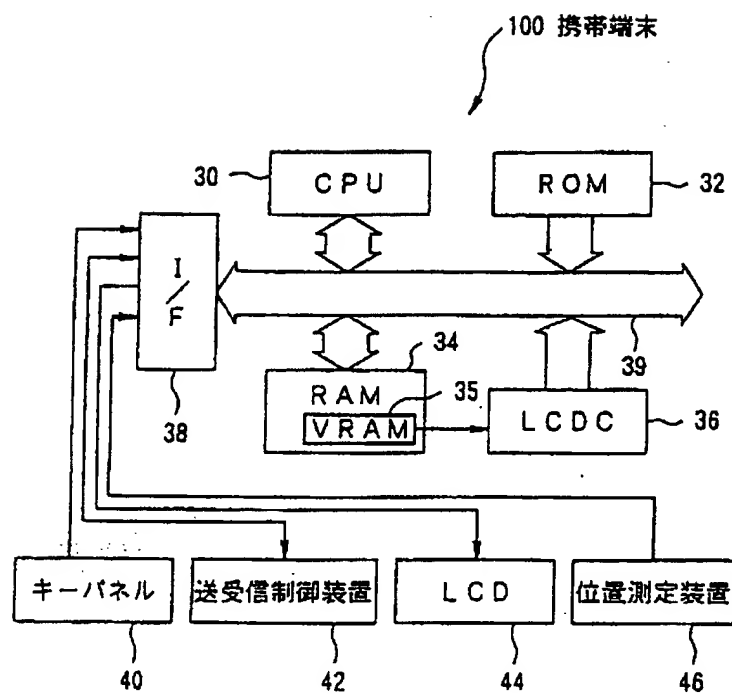 100 携帯端末
30
CPU
ROM
32
I/F
34
RAM
35
VRAM
39
LCDC
36
38
キーパネル
送受信制御装置
LCD
位置測定装置
40
42
44
46